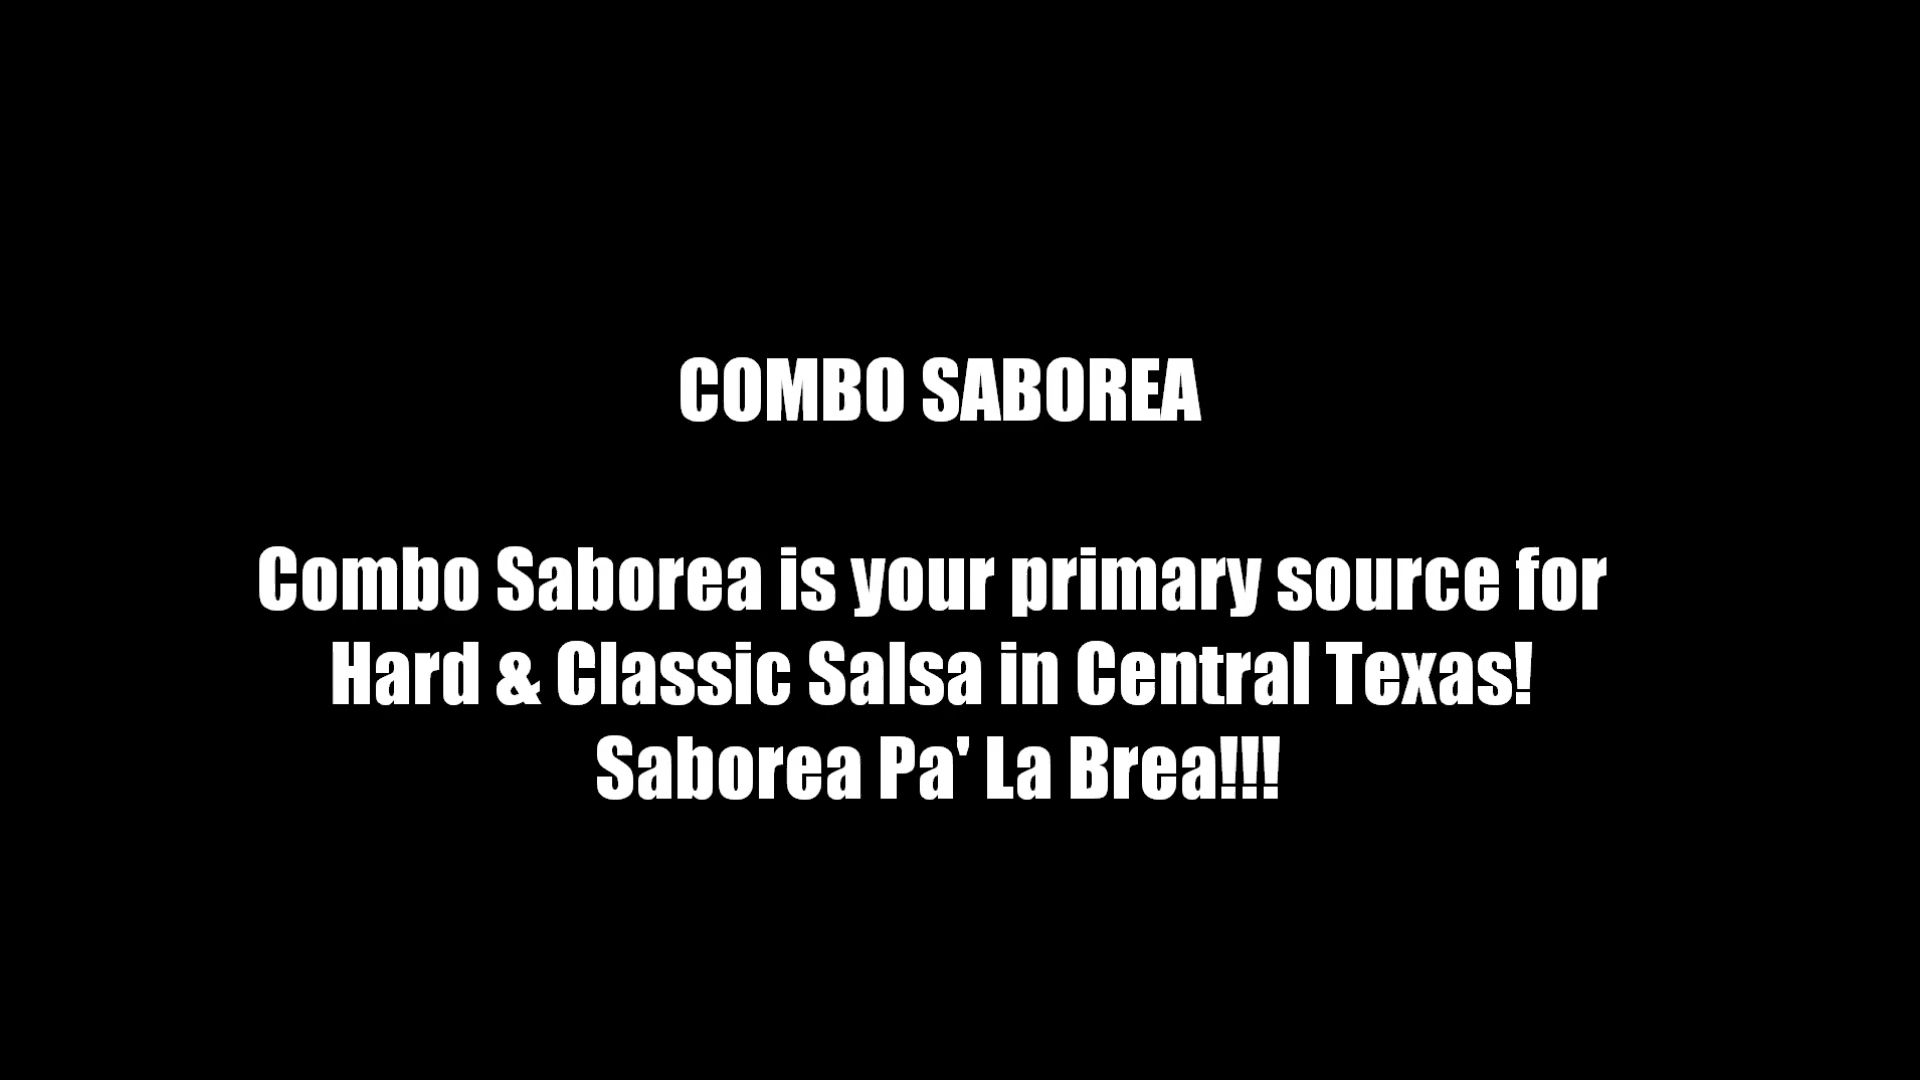 COMBO SABOREA
Combo Saborea is your primary source for
Hard & Classic Salsa in Central Texas!
Saborea Pa' La Brea!!!